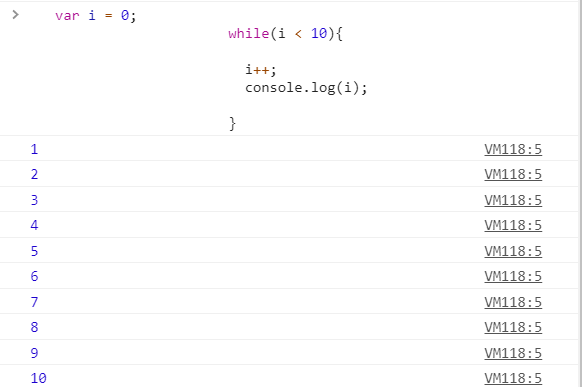 > var i = 0;
while(i < 10){
i++;
console.log(i);
}
1 VM118:5
2 VM118:5
3 VM118:5
4 VM118:5
5 VM118:5
6 VM118:5
7 VM118:5
8 VM118:5
9 VM118:5
10 VM118:5